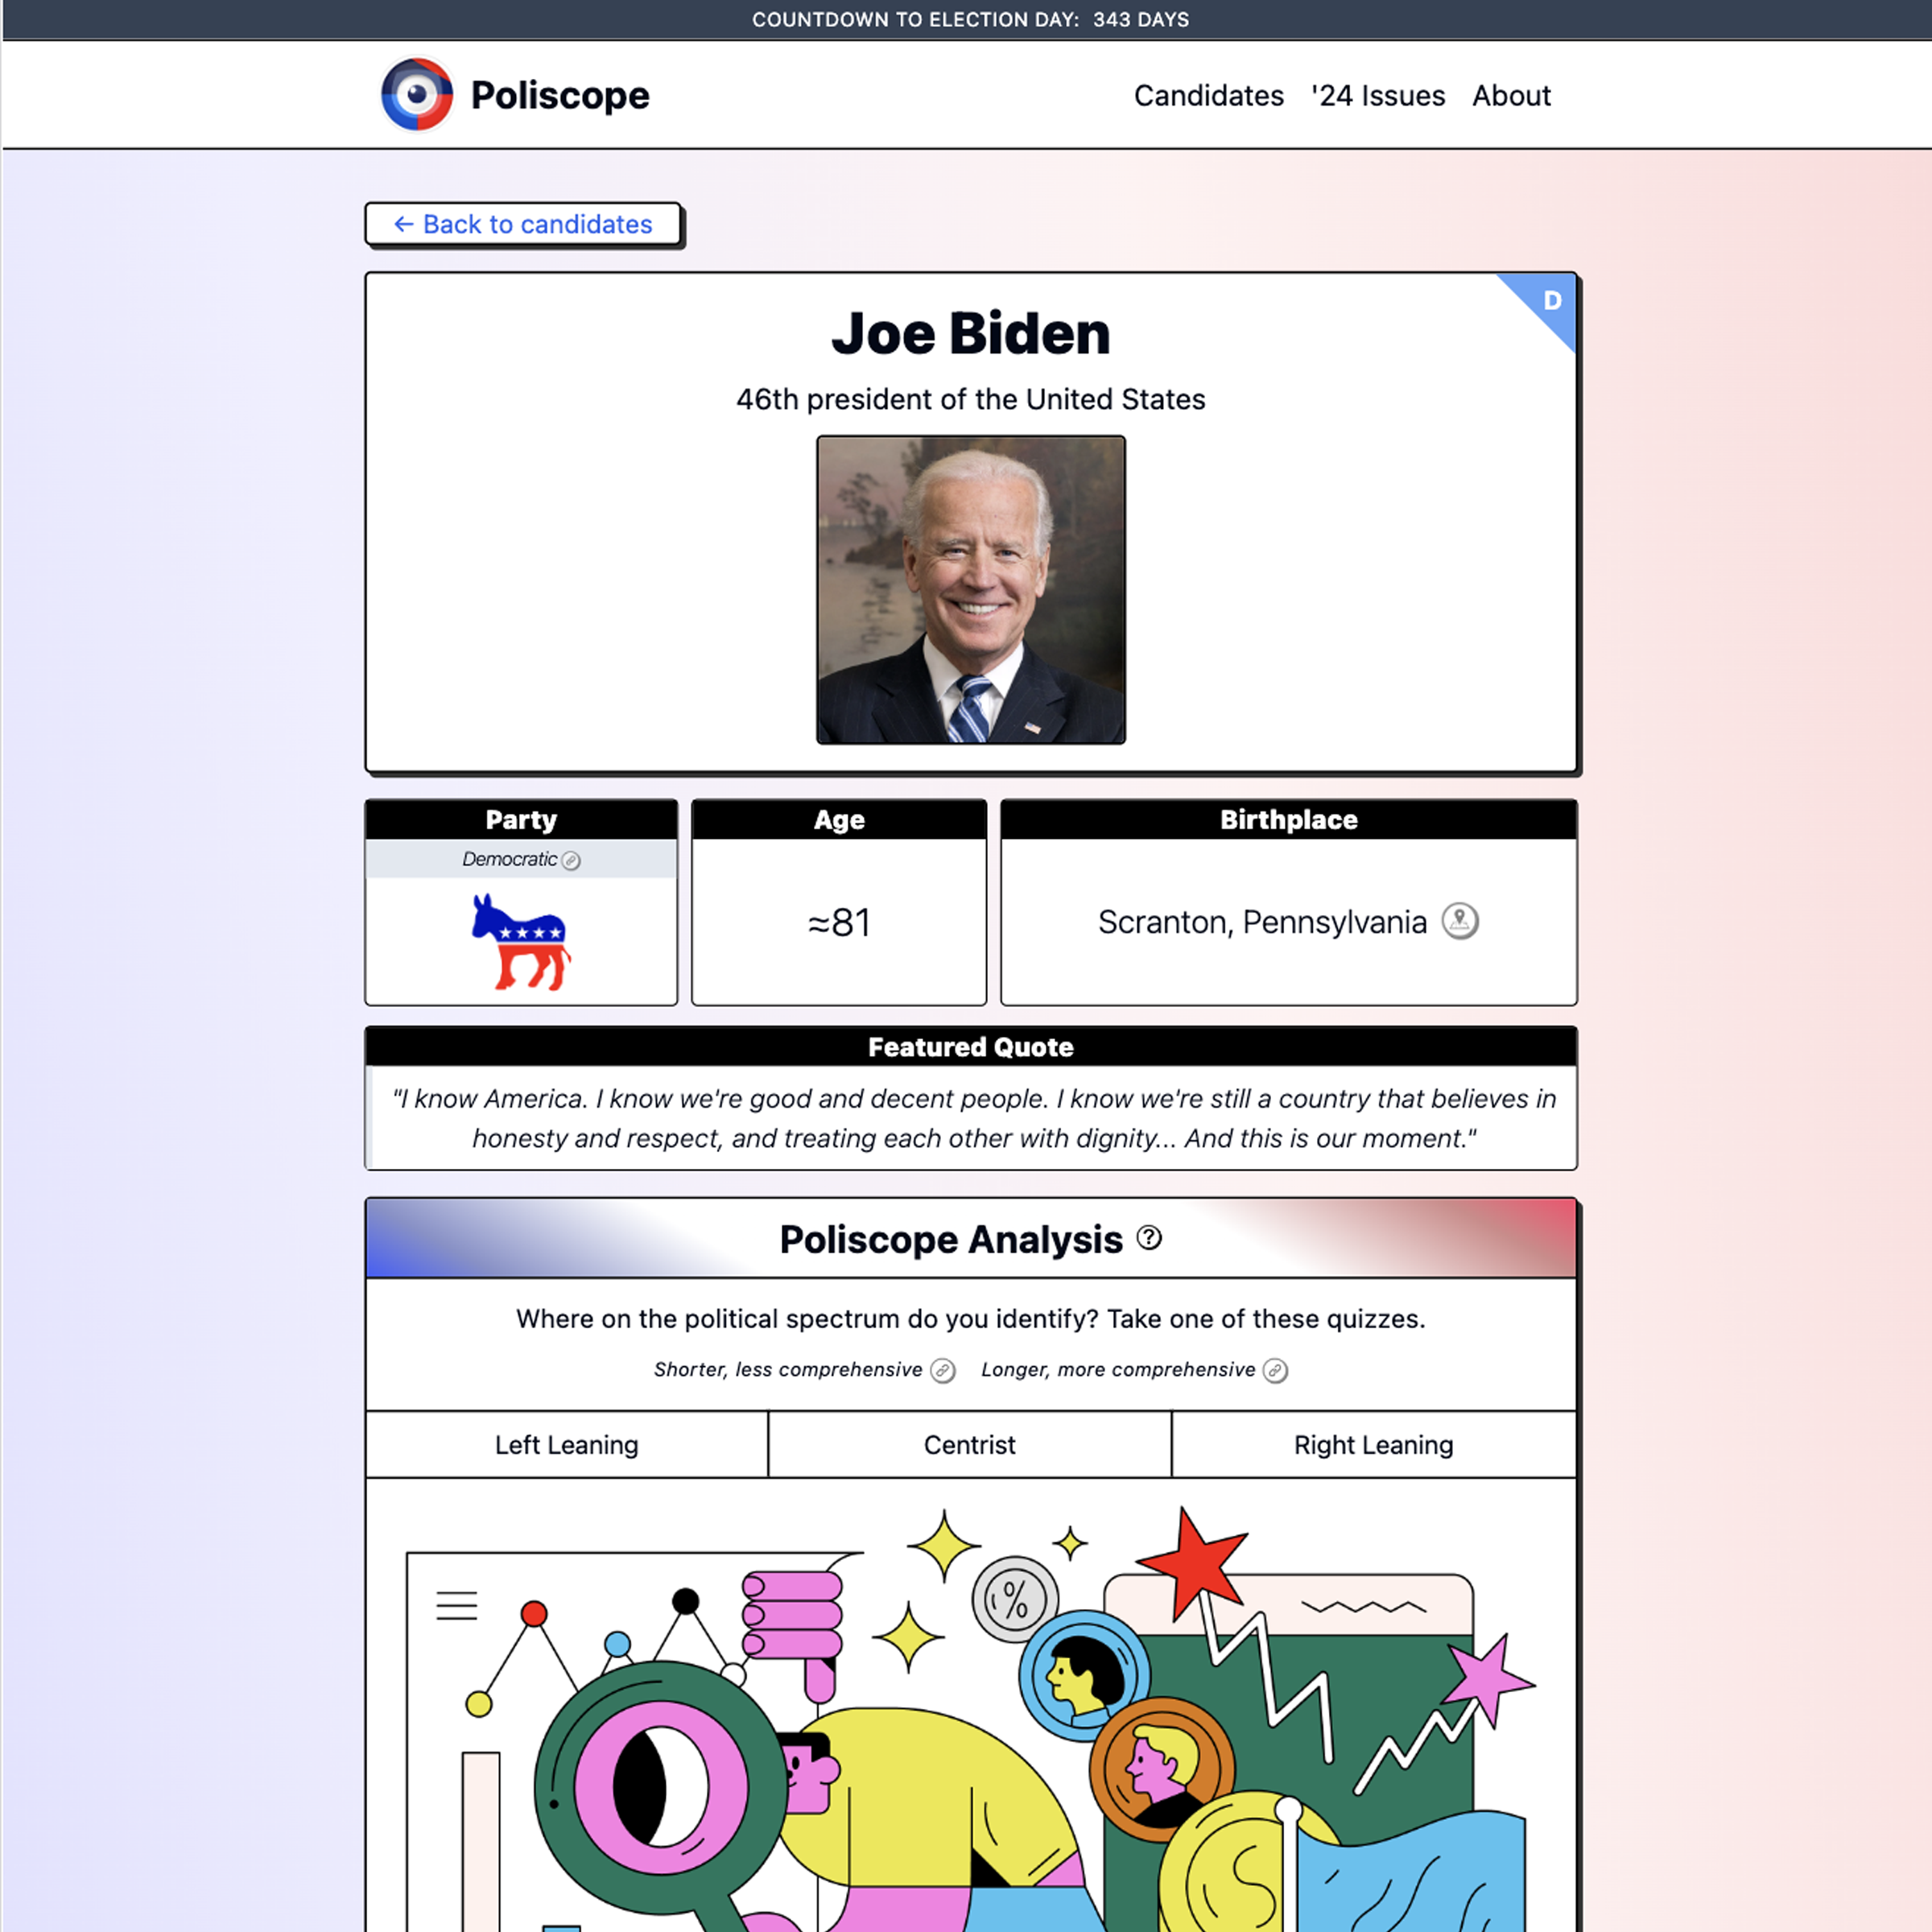 COUNTDOWN TO ELECTION DAY: 343 DAYS
Poliscope
Candidates '24 Issues About
← Back to candidates
D
Joe Biden
46th president of the United States
Party
Democratic
Age
≈81
Birthplace
Scranton, Pennsylvania
Featured Quote
"I know America. I know we're good and decent people. I know we're still a country that believes in
honesty and respect, and treating each other with dignity... And this is our moment."
Poliscope Analysis ?
Where on the political spectrum do you identify? Take one of these quizzes.
Shorter, less comprehensive Longer, more comprehensive
Left Leaning
Centrist
Right Leaning
%